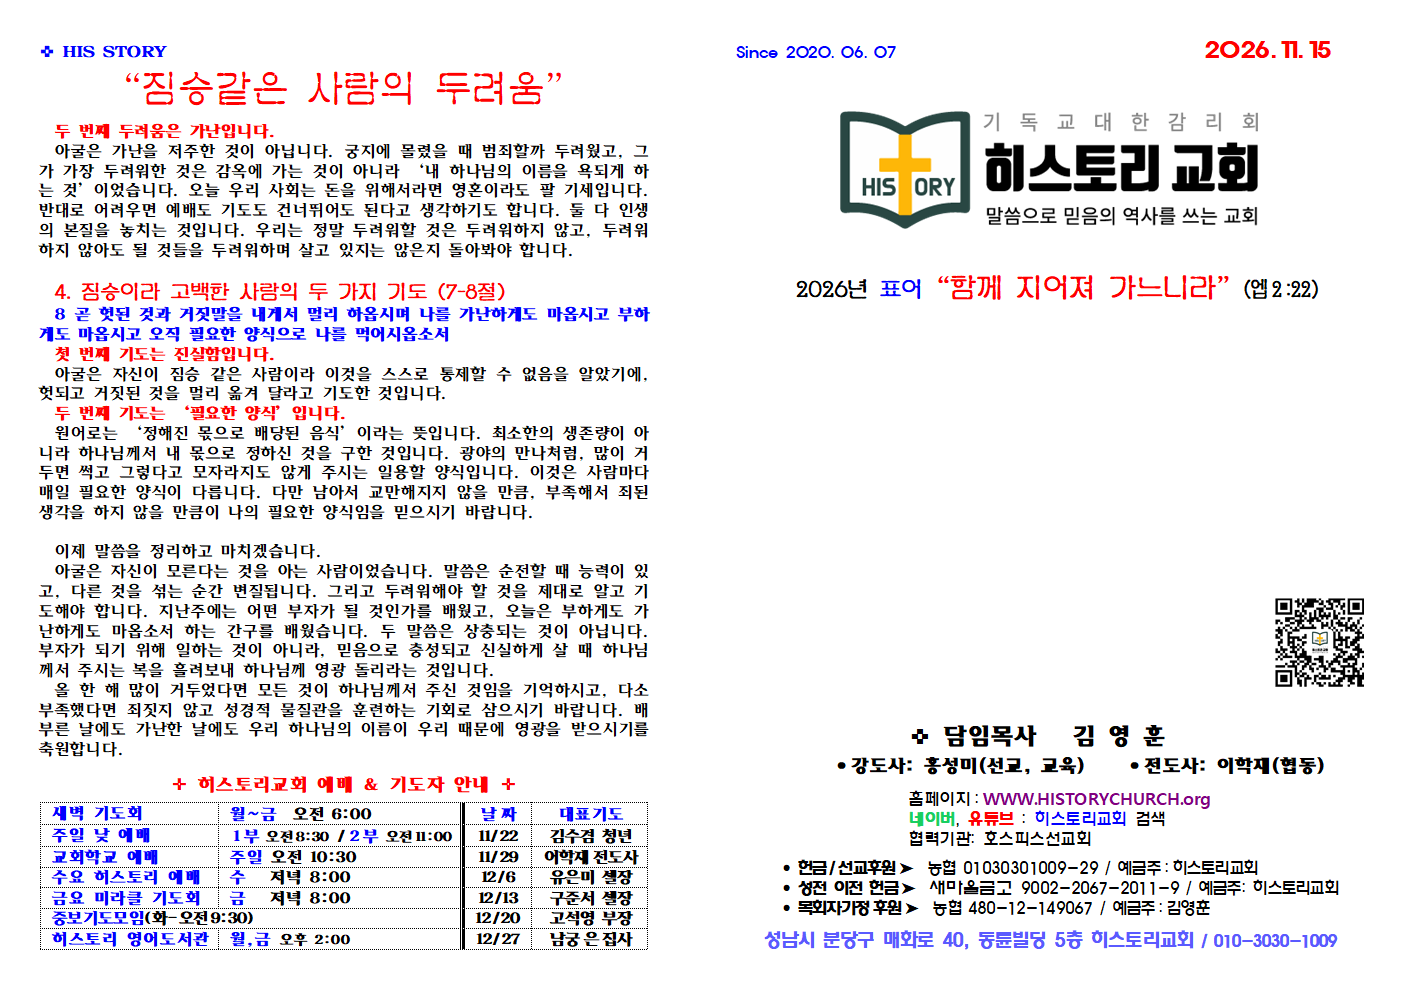 ✜ HIS STORY
“짐승같은 사람의 두려움”
두 번째 두려움은 가난입니다.
아굴은 가난을 저주한 것이 아닙니다. 궁지에 몰렸을 때 범죄할까 두려웠고, 그
가 가장 두려워한 것은 감옥에 가는 것이 아니라 ‘내 하나님의 이름을 욕되게 하
는 것’이었습니다. 오늘 우리 사회는 돈을 위해서라면 영혼이라도 팔 기세입니다.
반대로 어려우면 예배도 기도도 건너뛰어도 된다고 생각하기도 합니다. 둘 다 인생
의 본질을 놓치는 것입니다. 우리는 정말 두려워할 것은 두려워하지 않고, 두려워
하지 않아도 될 것들을 두려워하며 살고 있지는 않은지 돌아봐야 합니다.
4. 짐승이라 고백한 사람의 두 가지 기도 (7-8절)
8 곧 헛된 것과 거짓말을 내게서 멀리 하옵시며 나를 가난하게도 마옵시고 부하
게도 마옵시고 오직 필요한 양식으로 나를 먹여시옵소서
첫 번째 기도는 진실함입니다.
아굴은 자신이 짐승 같은 사람이라 이것을 스스로 통제할 수 없음을 알았기에,
헛되고 거짓된 것을 멀리 옮겨 달라고 기도한 것입니다.
두 번째 기도는 ‘필요한 양식’입니다.
원어로는 ‘정해진 몫으로 배당된 음식’이라는 뜻입니다. 최소한의 생존량이 아
니라 하나님께서 내 몫으로 정하신 것을 구한 것입니다. 광야의 만나처럼, 많이 거
두면 썩고 그렇다고 모자라지도 않게 주시는 일용할 양식입니다. 이것은 사람마다
매일 필요한 양식이 다릅니다. 다만 남아서 교만해지지 않을 만큼, 부족해서 죄된
생각을 하지 않을 만큼이 나의 필요한 양식임을 믿으시기 바랍니다.
이제 말씀을 정리하고 마치겠습니다.
아굴은 자신이 모른다는 것을 아는 사람이었습니다. 말씀은 순전할 때 능력이 있
고, 다른 것을 섞는 순간 변질됩니다. 그리고 두려워해야 할 것을 제대로 알고 기
도해야 합니다. 지난주에는 어떤 부자가 될 것인가를 배웠고, 오늘은 부하게도 가
난하게도 마옵소서 하는 간구를 배웠습니다. 두 말씀은 상충되는 것이 아닙니다.
부자가 되기 위해 일하는 것이 아니라, 믿음으로 충성되고 신실하게 살 때 하나님
께서 주시는 복을 흘려보내 하나님께 영광 돌리라는 것입니다.
올 한 해 많이 거두었다면 모든 것이 하나님께서 주신 것임을 기억하시고, 다소
부족했다면 죄짓지 않고 성경적 물질관을 훈련하는 기회로 삼으시기 바랍니다. 배
부른 날에도 가난한 날에도 우리 하나님의 이름이 우리 때문에 영광을 받으시기를
축원합니다.
✛ 히스토리교회 예배 & 기도자 안내 ✛
새벽 기도회 월~금 오전 6:00 날 짜 대표기도
주일 낮 예배 1부 오전8:30 / 2부 오전11:00 11/22 김수겸 청년
교회학교 예배 주일 오전 10:30 11/29 이학재 전도사
수요 히스토리 예배 수 저녁 8:00 12/6 유은미 셀장
금요 미라클 기도회 금 저녁 8:00 12/13 구준서 셀장
중보기도모임(화-오전9:30) 12/20 고석영 부장
히스토리 영어도서관 월,금 오후 2:00 12/27 남궁 은 집사
Since 2020. 06. 07
2026. 11. 15
HISTORY
기독교대한감리회
히스토리 교회
말씀으로 믿음의 역사를 쓰는 교회
2026년 표어 “함께 지어져 가느니라” (엡 2:22)
히스토리교회
✜ 담임목사 김 영 훈
• 강도사: 홍성미(선교, 교육) • 전도사: 이학재(협동)
홈페이지 : WWW.HISTORYCHURCH.org
네이버, 유튜브 : 히스토리교회 검색
협력기관: 호스피스선교회
• 헌금/선교후원 ➤ 농협 01030301009-29 / 예금주 : 히스토리교회
• 성전 이전 헌금 ➤ 새마을금고 9002-2067-2011-9 / 예금주: 히스토리교회
• 목회자가정 후원 ➤ 농협 480-12-149067 / 예금주 : 김영훈
성남시 분당구 매화로 40, 동륜빌딩 5층 히스토리교회 / 010-3030-1009